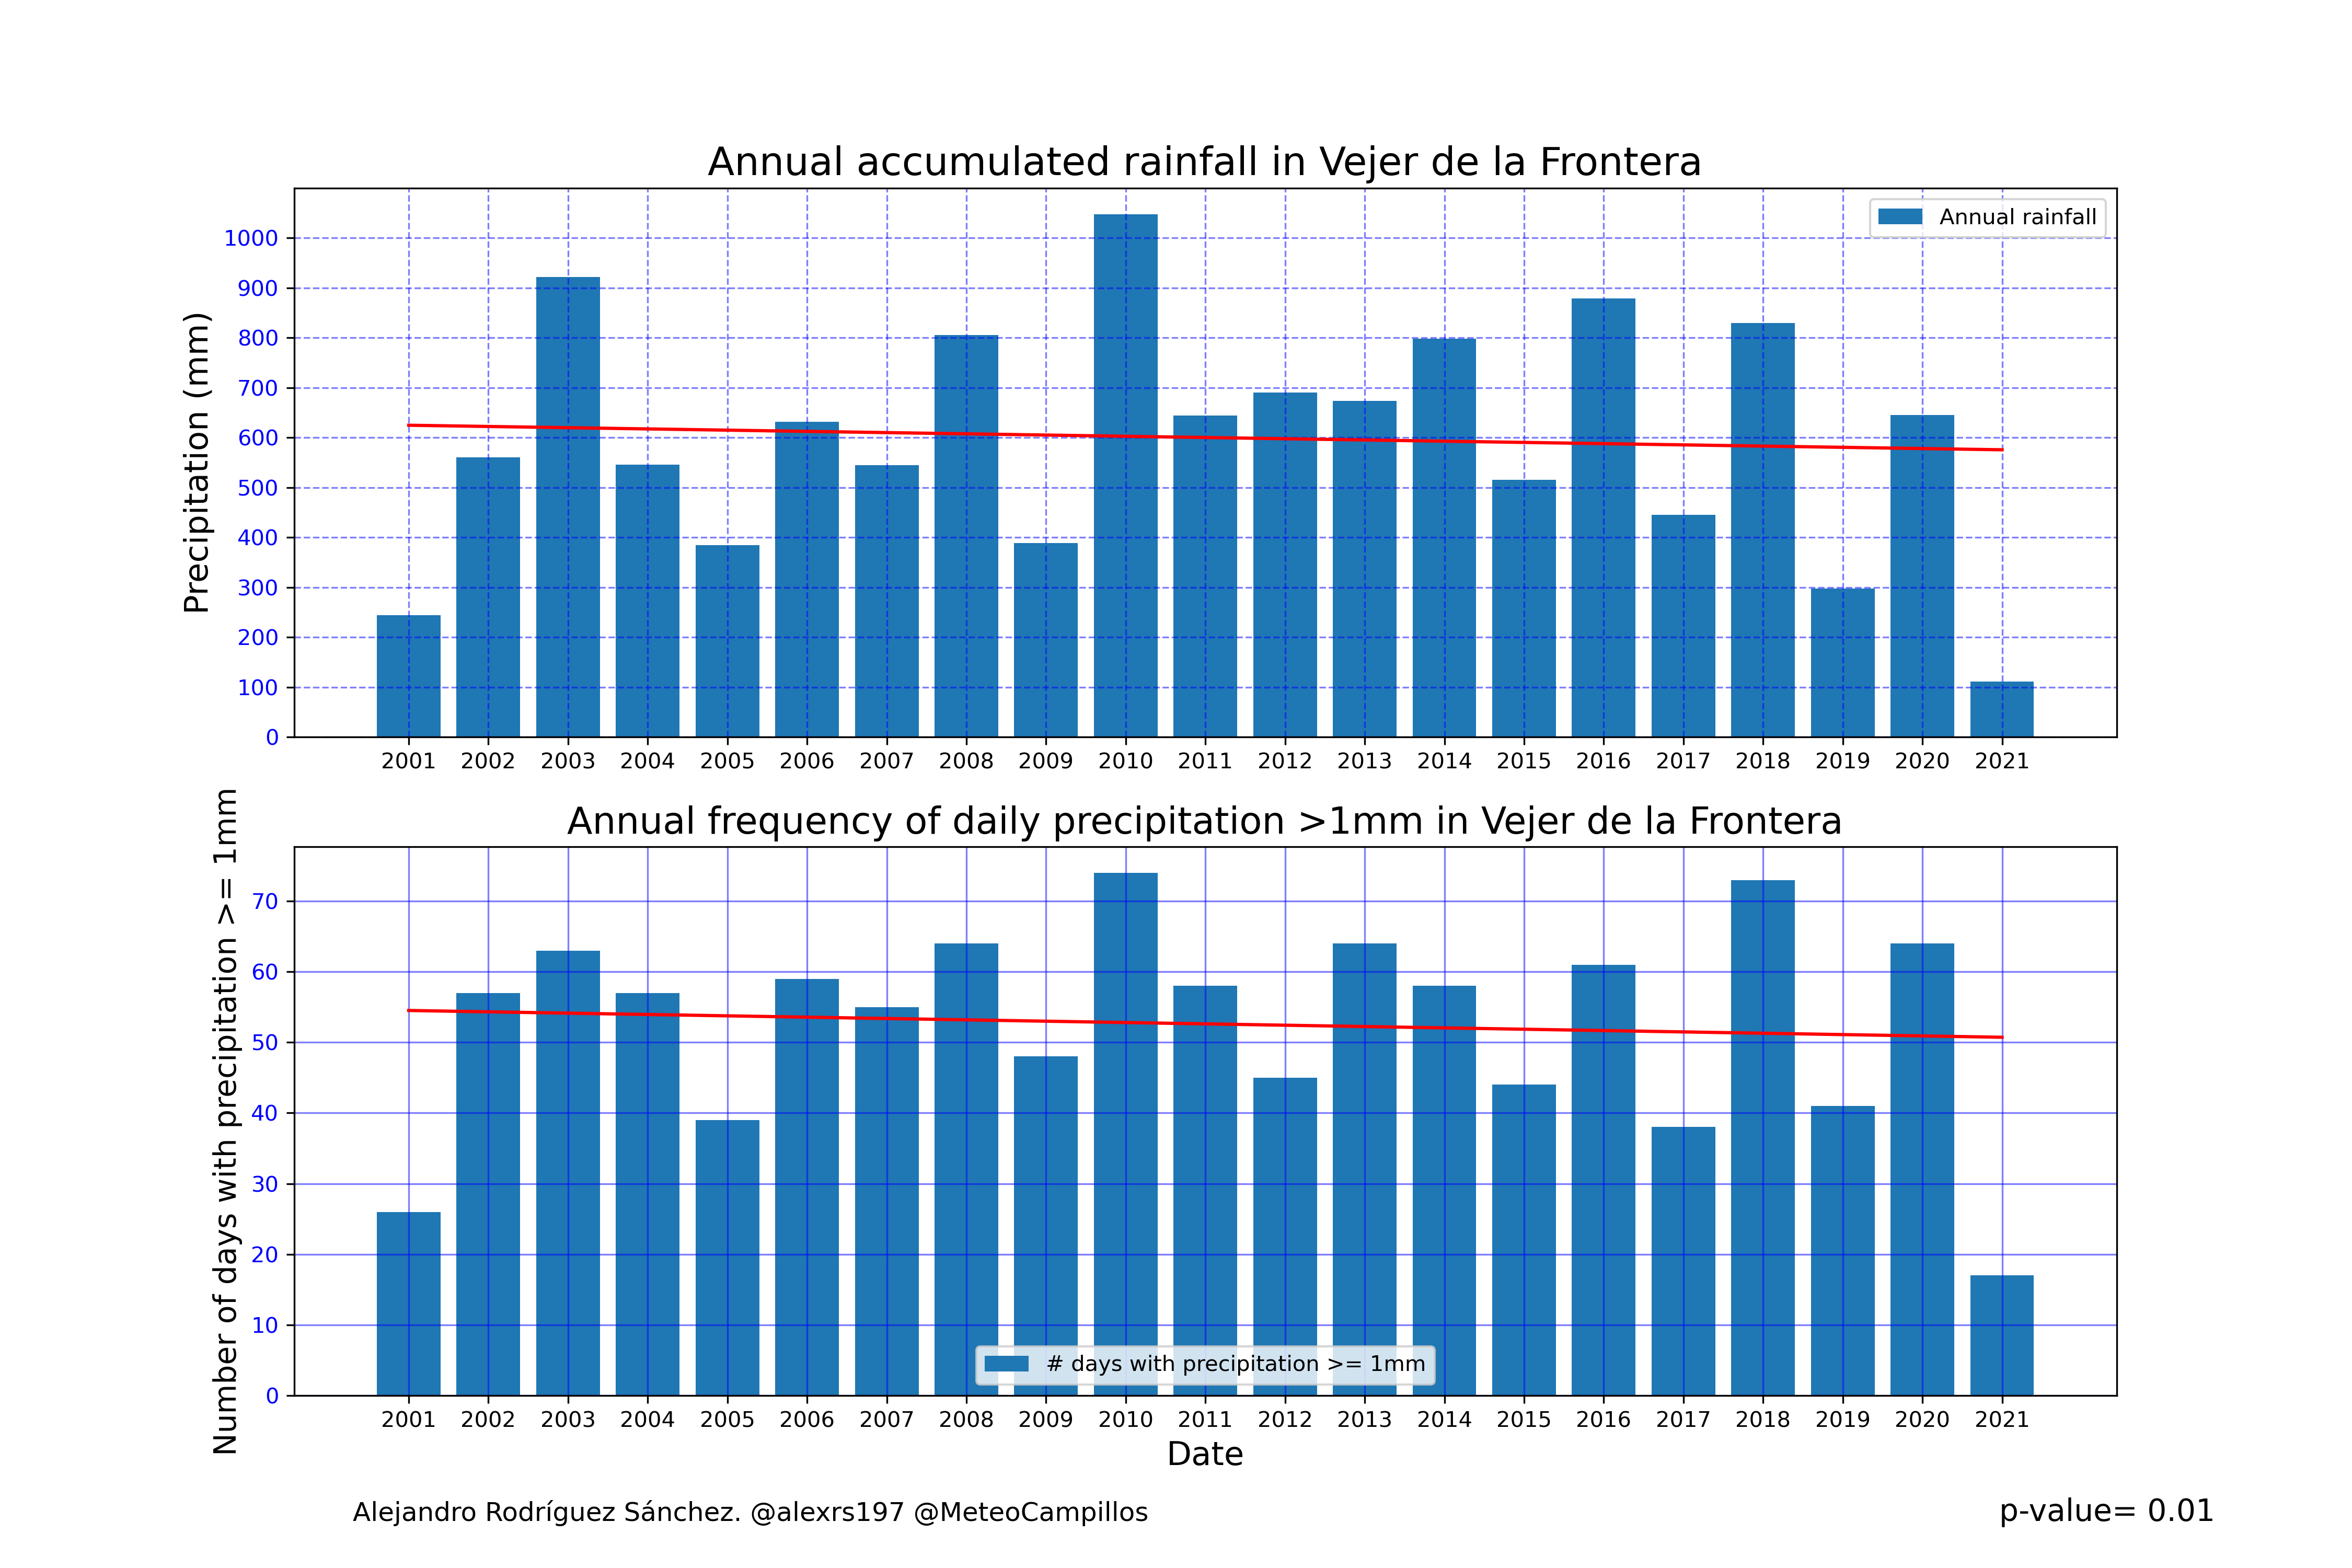 Annual accumulated rainfall in Vejer de la Frontera
Annual rainfall
Precipitation (mm)
1000
900
800
700
600
500
400
300
200
100
0
2001 2002 2003 2004 2005 2006 2007 2008 2009 2010 2011 2012 2013 2014 2015 2016 2017 2018 2019 2020 2021
Annual frequency of daily precipitation >1mm in Vejer de la Frontera
Number of days with precipitation >= 1mm
70
60
50
40
30
20
10
0
# days with precipitation >= 1mm
2001 2002 2003 2004 2005 2006 2007 2008 2009 2010 2011 2012 2013 2014 2015 2016 2017 2018 2019 2020 2021
Date
Alejandro Rodríguez Sánchez. @alexrs197 @MeteoCampillos
p-value= 0.01